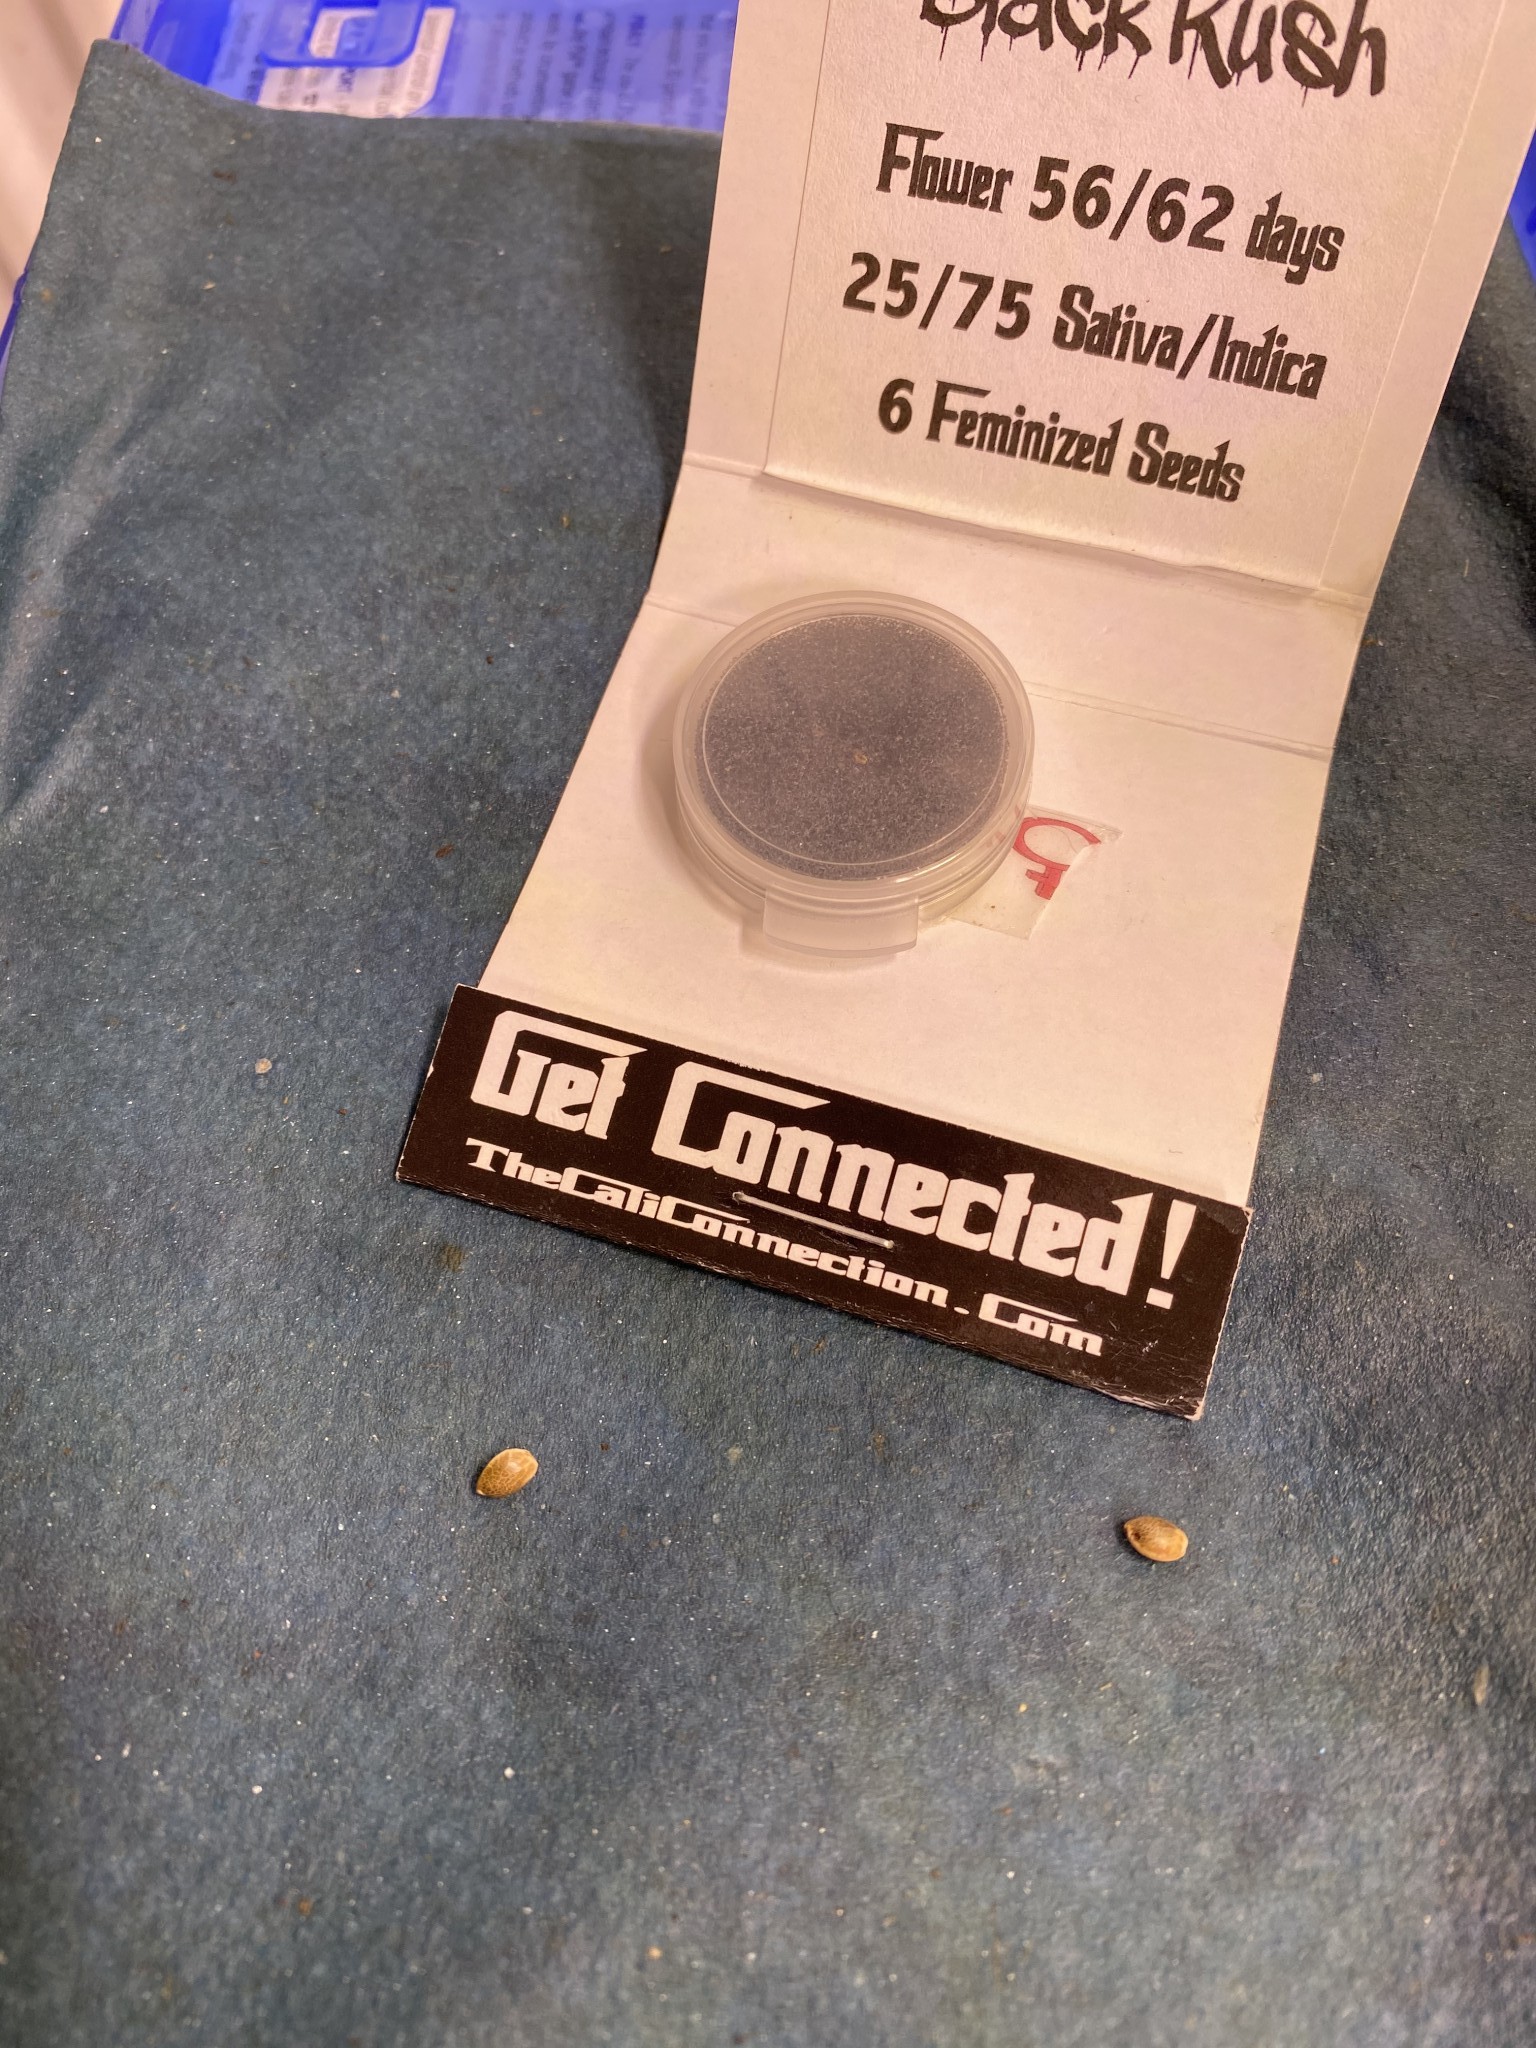 Black Kush
Flower 56/62 days
25/75 Sativa/Indica
6 Feminized Seeds
Get Connected!
TheCaliConnection.Com